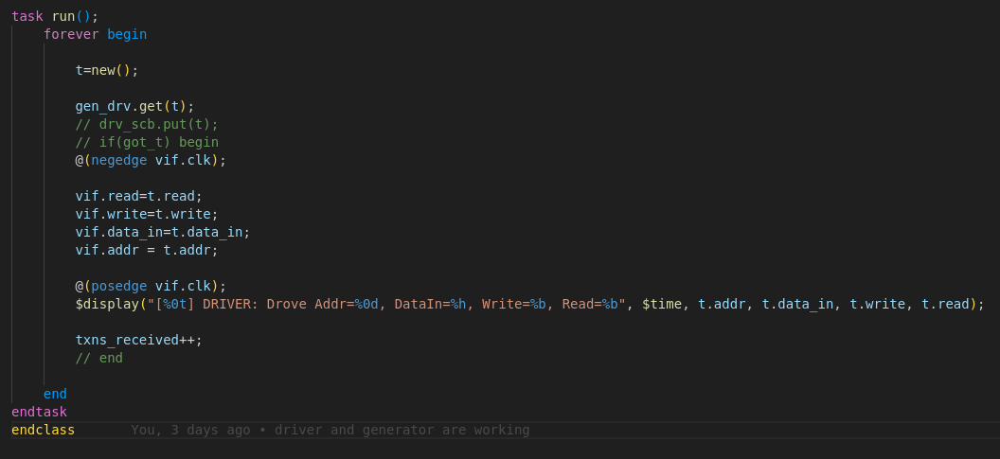 task run();
forever begin
t=new();
gen_drv.get(t);
// drv_scb.put(t);
// if(got_t) begin
@(negedge vif.clk);
vif.read=t.read;
vif.write=t.write;
vif.data_in=t.data_in;
vif.addr = t.addr;
@(posedge vif.clk);
$display("[%0t] DRIVER: Drove Addr=%0d, DataIn=%h, Write=%b, Read=%b", $time, t.addr, t.data_in, t.write, t.read);
txns_received++;
// end
end
endtask
endclass You, 3 days ago • driver and generator are working